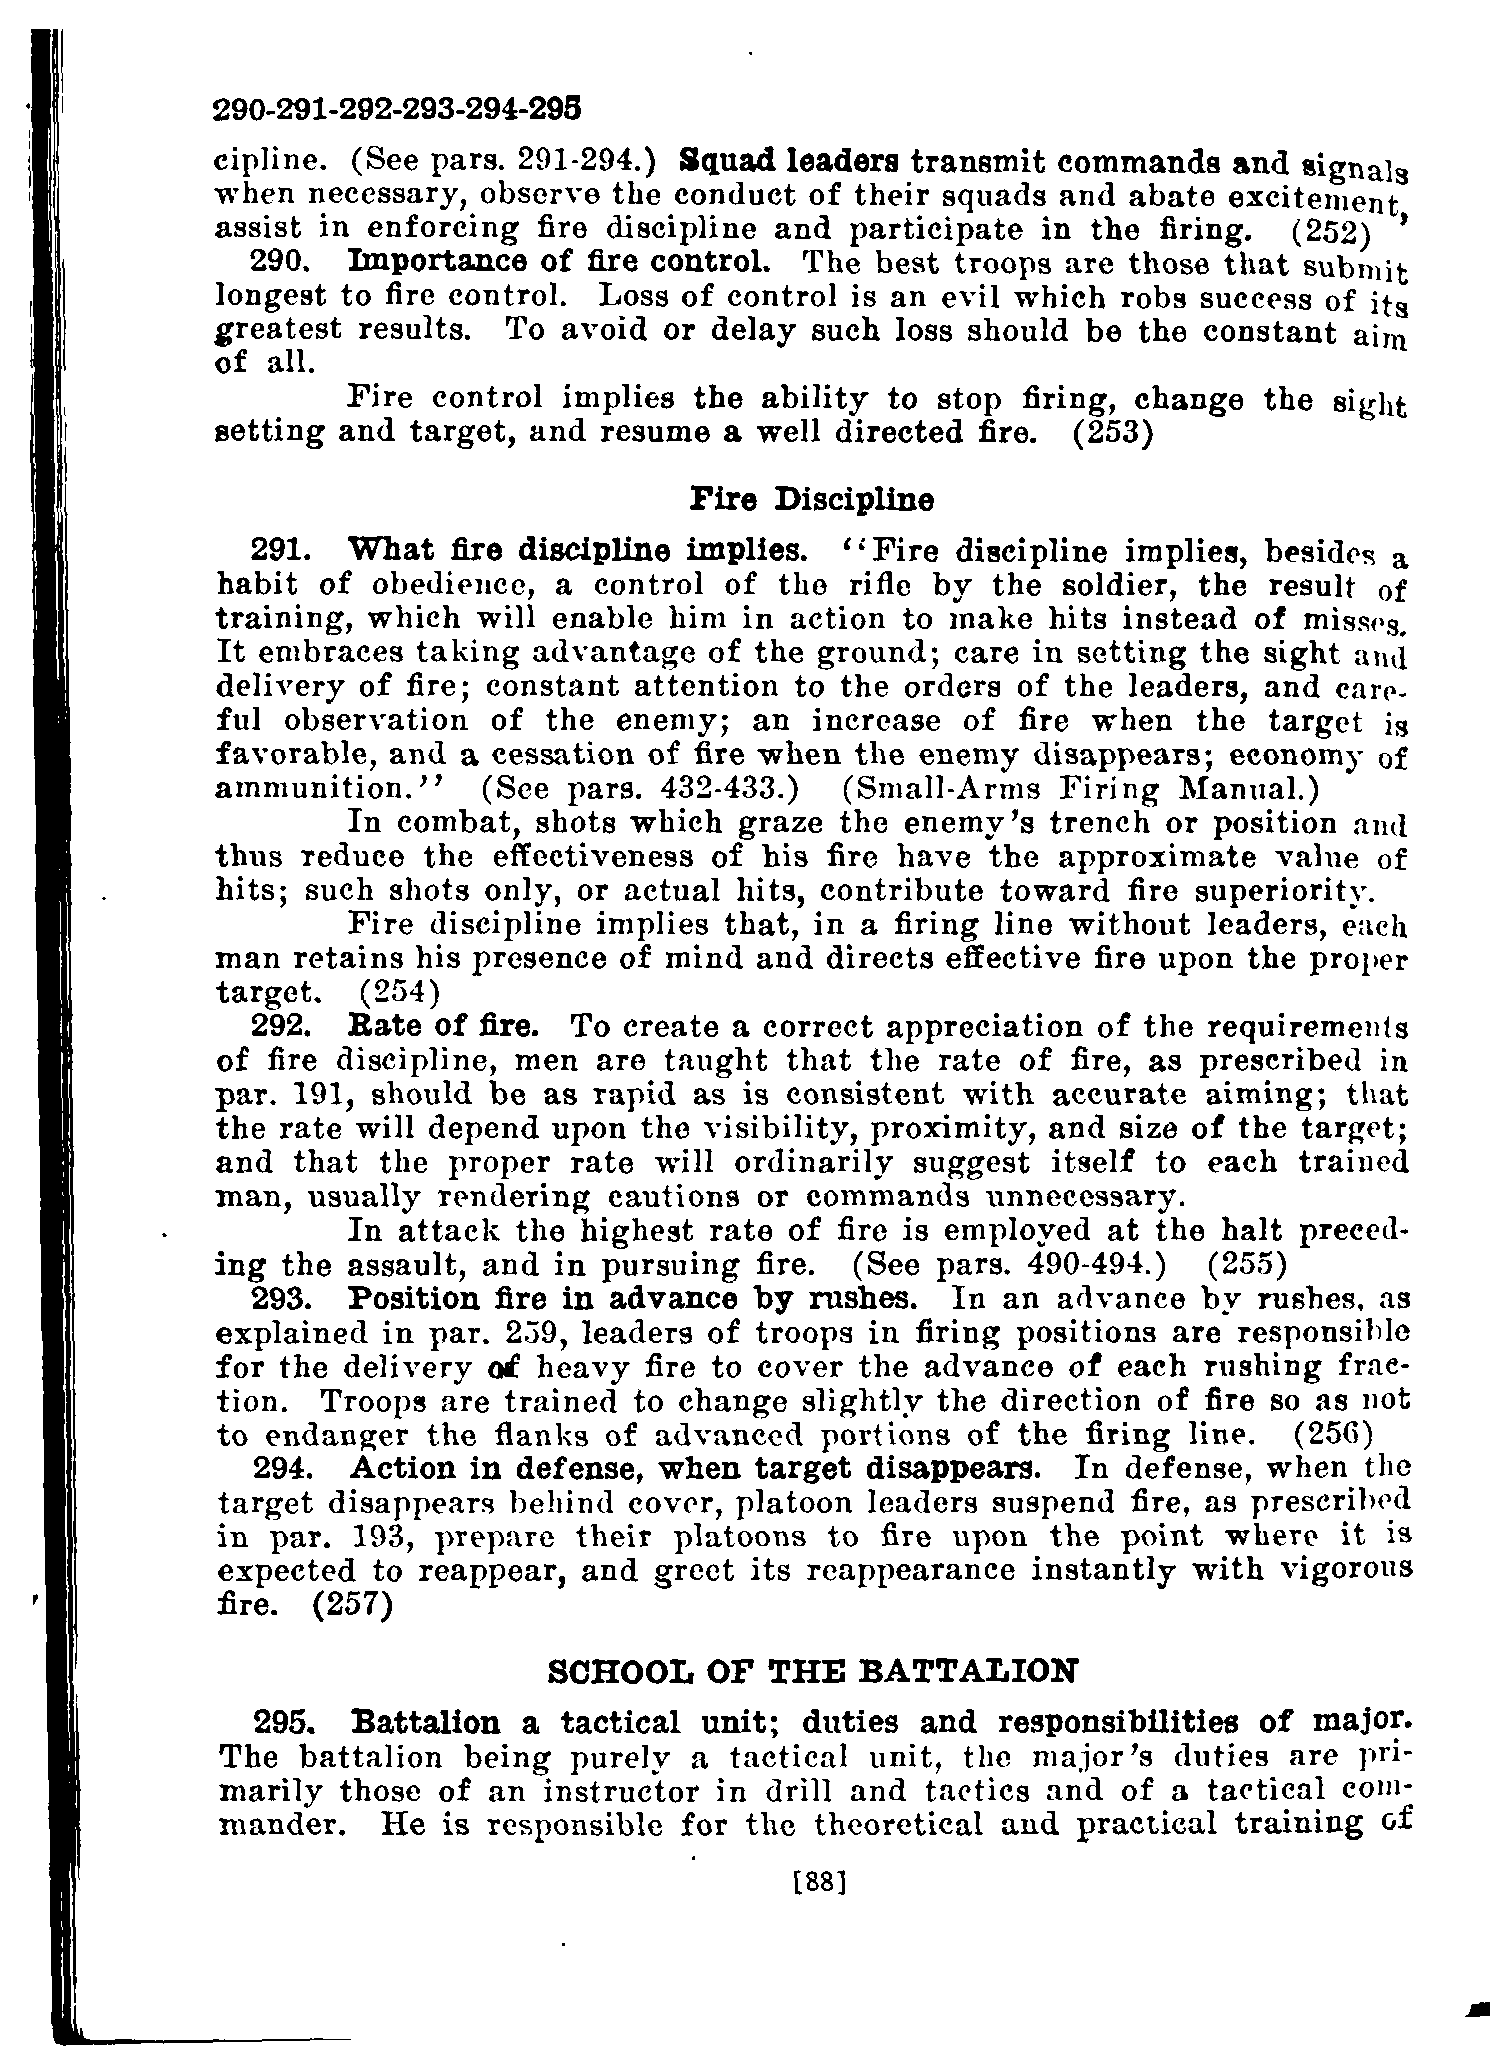 290-291-292-293-294-295
cipline. (See pars. 291-294.) Squad leaders transmit commands and signals
when necessary, observe the conduct of their squads and abate excitement,
assist in enforcing fire discipline and participate in the firing. (252)
290. Importance of fire control. The best troops are those that submit
longest to fire control. Loss of control is an evil which robs success of its
greatest results. To avoid or delay such loss should be the constant aim
of all.
Fire control implies the ability to stop firing, change the sight
setting and target, and resume a well directed fire. (253)
Fire Discipline
291. What fire discipline implies. ‘‘Fire discipline implies, besides a
habit of obedience, a control of the rifle by the soldier, the result of
training, which will enable him in action to make hits instead of misses.
It embraces taking advantage of the ground; care in setting the sight and
delivery of fire; constant attention to the orders of the leaders, and care-
ful observation of the enemy; an increase of fire when the target is
favorable, and a cessation of fire when the enemy disappears; economy of
ammunition.’’ (See pars. 432-433.) (Small-Arms Firing Manual.)
In combat, shots which graze the enemy's trench or position and
thus reduce the effectiveness of his fire have the approximate value of
hits; such shots only, or actual hits, contribute toward fire superiority.
Fire discipline implies that, in a firing line without leaders, each
man retains his presence of mind and directs effective fire upon the proper
target. (254)
292. Rate of fire. To create a correct appreciation of the requirements
of fire discipline, men are taught that the rate of fire, as prescribed in
par. 191, should be as rapid as is consistent with accurate aiming; that
the rate will depend upon the visibility, proximity, and size of the target;
and that the proper rate will ordinarily suggest itself to each trained
man, usually rendering cautions or commands unnecessary.
In attack the highest rate of fire is employed at the halt preced-
ing the assault, and in pursuing fire. (See pars. 490-494.) (255)
293. Position fire in advance by rushes. In an advance by rushes, as
explained in par. 259, leaders of troops in firing positions are responsible
for the delivery of heavy fire to cover the advance of each rushing frac-
tion. Troops are trained to change slightly the direction of fire so as not
to endanger the flanks of advanced portions of the firing line. (256)
294. Action in defense, when target disappears. In defense, when the
target disappears behind cover, platoon leaders suspend fire, as prescribed
in par. 193, prepare their platoons to fire upon the point where it is
expected to reappear, and greet its reappearance instantly with vigorous
fire. (257)
SCHOOL OF THE BATTALION
295. Battalion a tactical unit; duties and responsibilities of major.
The battalion being purely a tactical unit, the major's duties are pri-
marily those of an instructor in drill and tactics and of a tactical com-
mander. He is responsible for the theoretical and practical training of
[88]